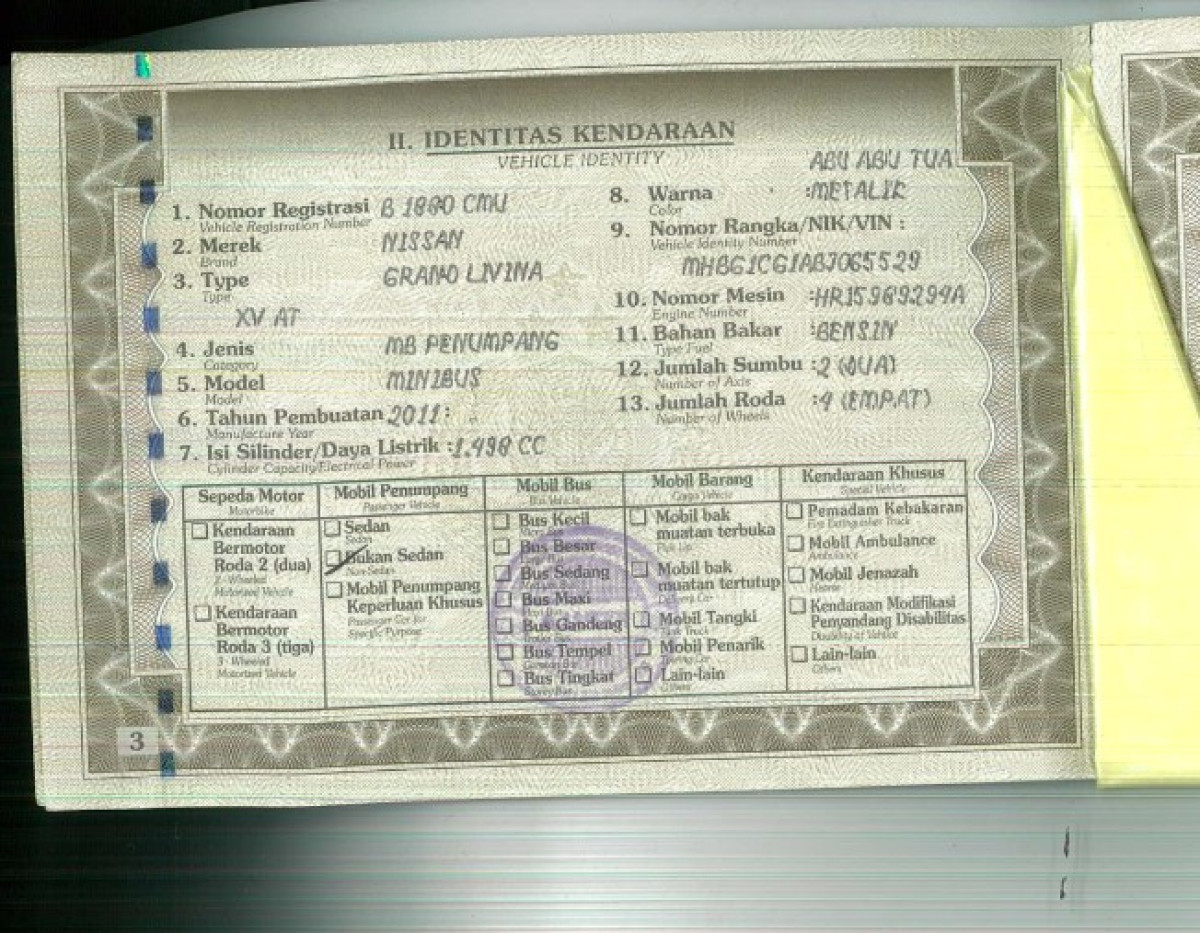 II. IDENTITAS KENDARAAN
VEHICLE IDENTITY
1. Nomor Registrasi B 1880 CMU
Vehicle Registration Number
2. Merek NISSAN
Brand
3. Type GRAND LIVINA
Type
XV AT
4. Jenis MB PENUMPANG
Category
5. Model MINIBUS
Model
6. Tahun Pembuatan 2011:
Manufacture Year
7. Isi Silinder/Daya Listrik :1.498 CC
Cylinder Capacity/Electrical Power
ABU ABU TUA
8. Warna :METALIK
Color
9. Nomor Rangka/NIK/VIN :
Vehicle Identity Number
MHBG1CG1ABJ065529
10. Nomor Mesin :HR15989299A
Engine Number
11. Bahan Bakar :BENSIN
Type Fuel
12. Jumlah Sumbu :2 (DUA)
Number of Axis
13. Jumlah Roda :4 (EMPAT)
Number of Wheels
Sepeda Motor
Motorbike
Kendaraan
Bermotor
Roda 2 (dua)
2 - Wheeled
Motorized Vehicle
Kendaraan
Bermotor
Roda 3 (tiga)
3 - Wheeled
Motorized Vehicle
Mobil Penumpang
Passenger Vehicle
Sedan
Sedan
Bukan Sedan
Non Sedan
Mobil Penumpang
Keperluan Khusus
Passenger Car for
Specific Purpose
Mobil Bus
Bus Vehicle
Bus Kecil
Bus Besar
Bus Sedang
Bus Maxi
Maxi Bus
Bus Gandeng
Bus Tempel
Bus Tingkat
Mobil Barang
Cargo Vehicle
Mobil bak
muatan terbuka
Pick Up
Mobil bak
muatan tertutup
Mobil Tangki
Tank Truck
Mobil Penarik
Lain-lain
Others
Kendaraan Khusus
Special Vehicle
Pemadam Kebakaran
Fire Extinguisher Truck
Mobil Ambulance
Ambulance
Mobil Jenazah
Hearse
Kendaraan Modifikasi
Penyandang Disabilitas
Lain-lain
Others
3